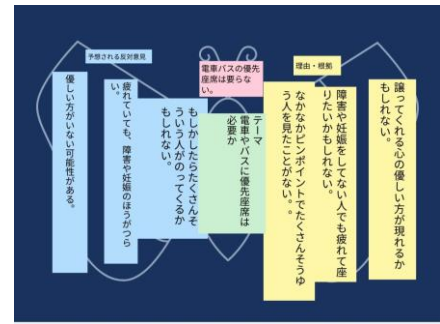 予想される反対意見
電車バスの優先
座席は要らな
い。
理由・根拠
譲ってくれる心の優しい方が現れるか
もしれない。
障害や妊娠をしてない人でも疲れて座
りたいかもしれない。
なかなかピンポイントでたくさんそうゆ
う人を見たことがない。。
テーマ
電車やバスに優先座席は
必要か
もしかしたらたくさんそ
ういう人がのってくるか
もしれない。
疲れていても、障害や妊娠のほうがつら
い。
優しい方がいない可能性がある。